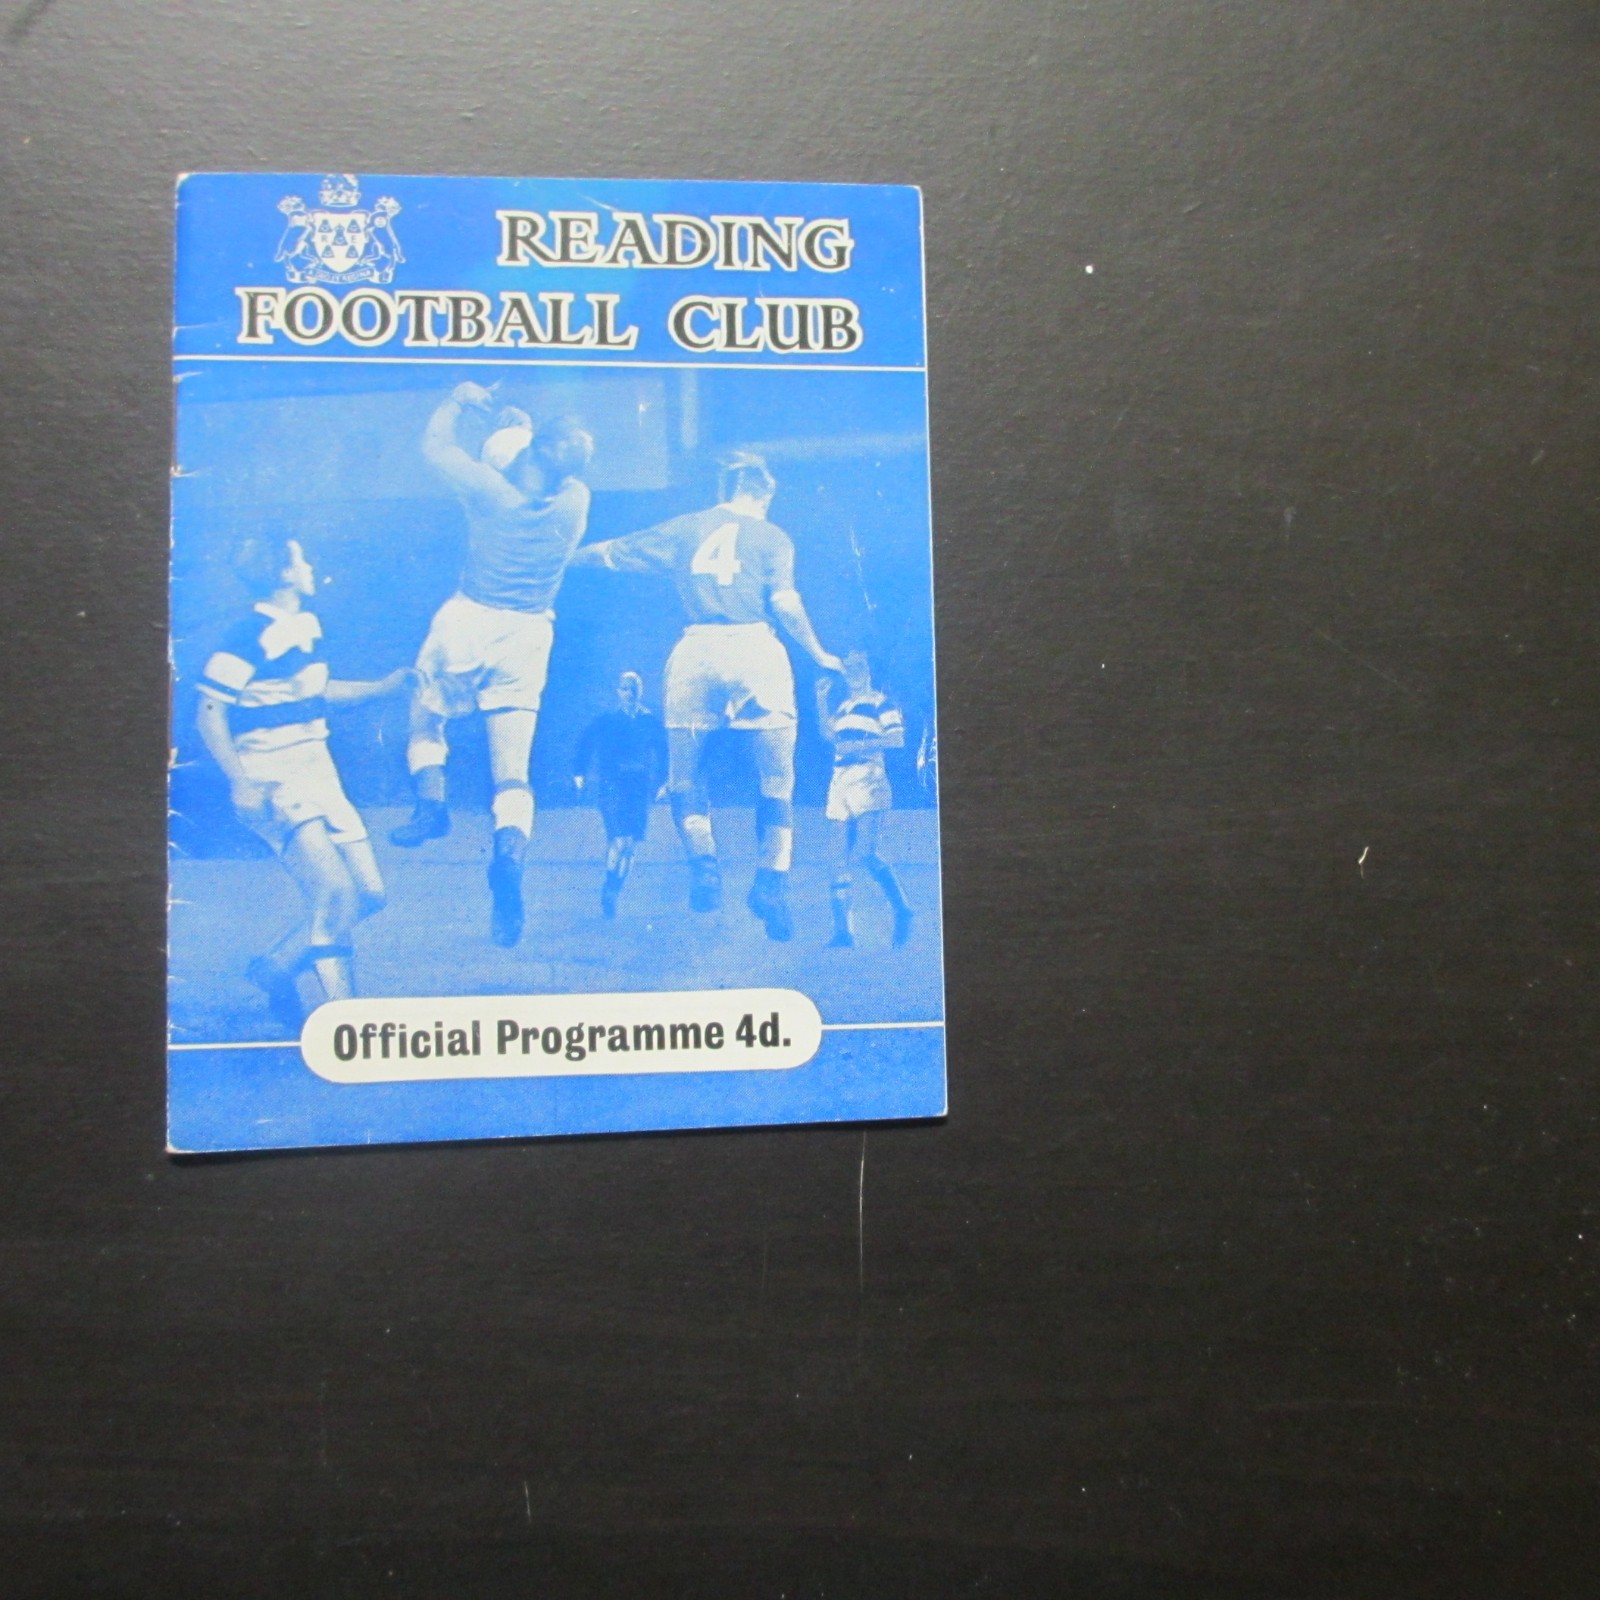 READING
FOOTBALL CLUB
4
Official Programme 4d.